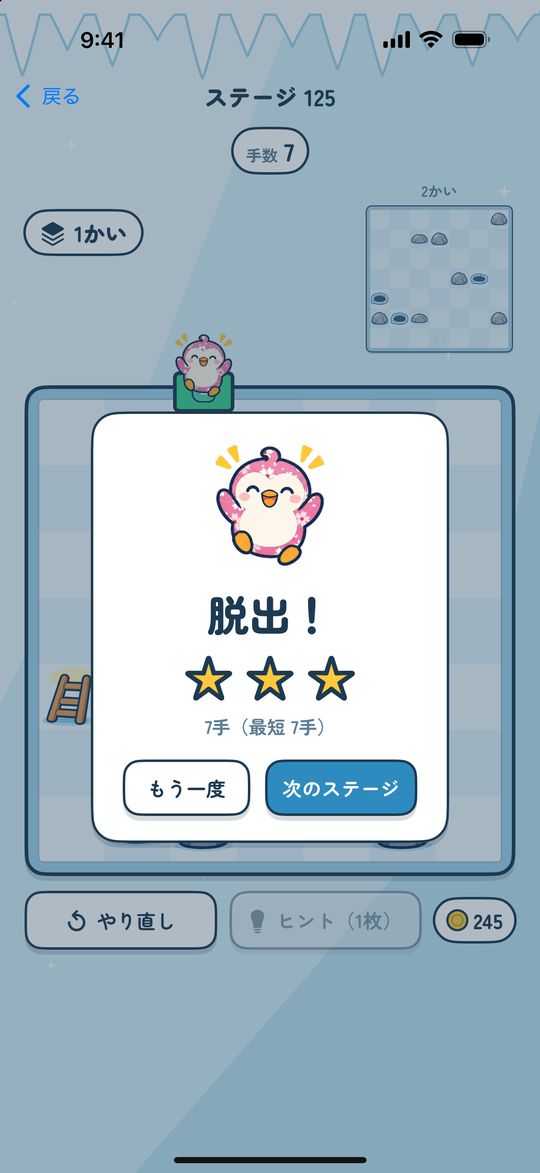 9:41
戻る
ステージ 125
手数 7
2かい
1かい
脱出！
7手（最短 7手）
もう一度
次のステージ
やり直し
ヒント（1枚）
245